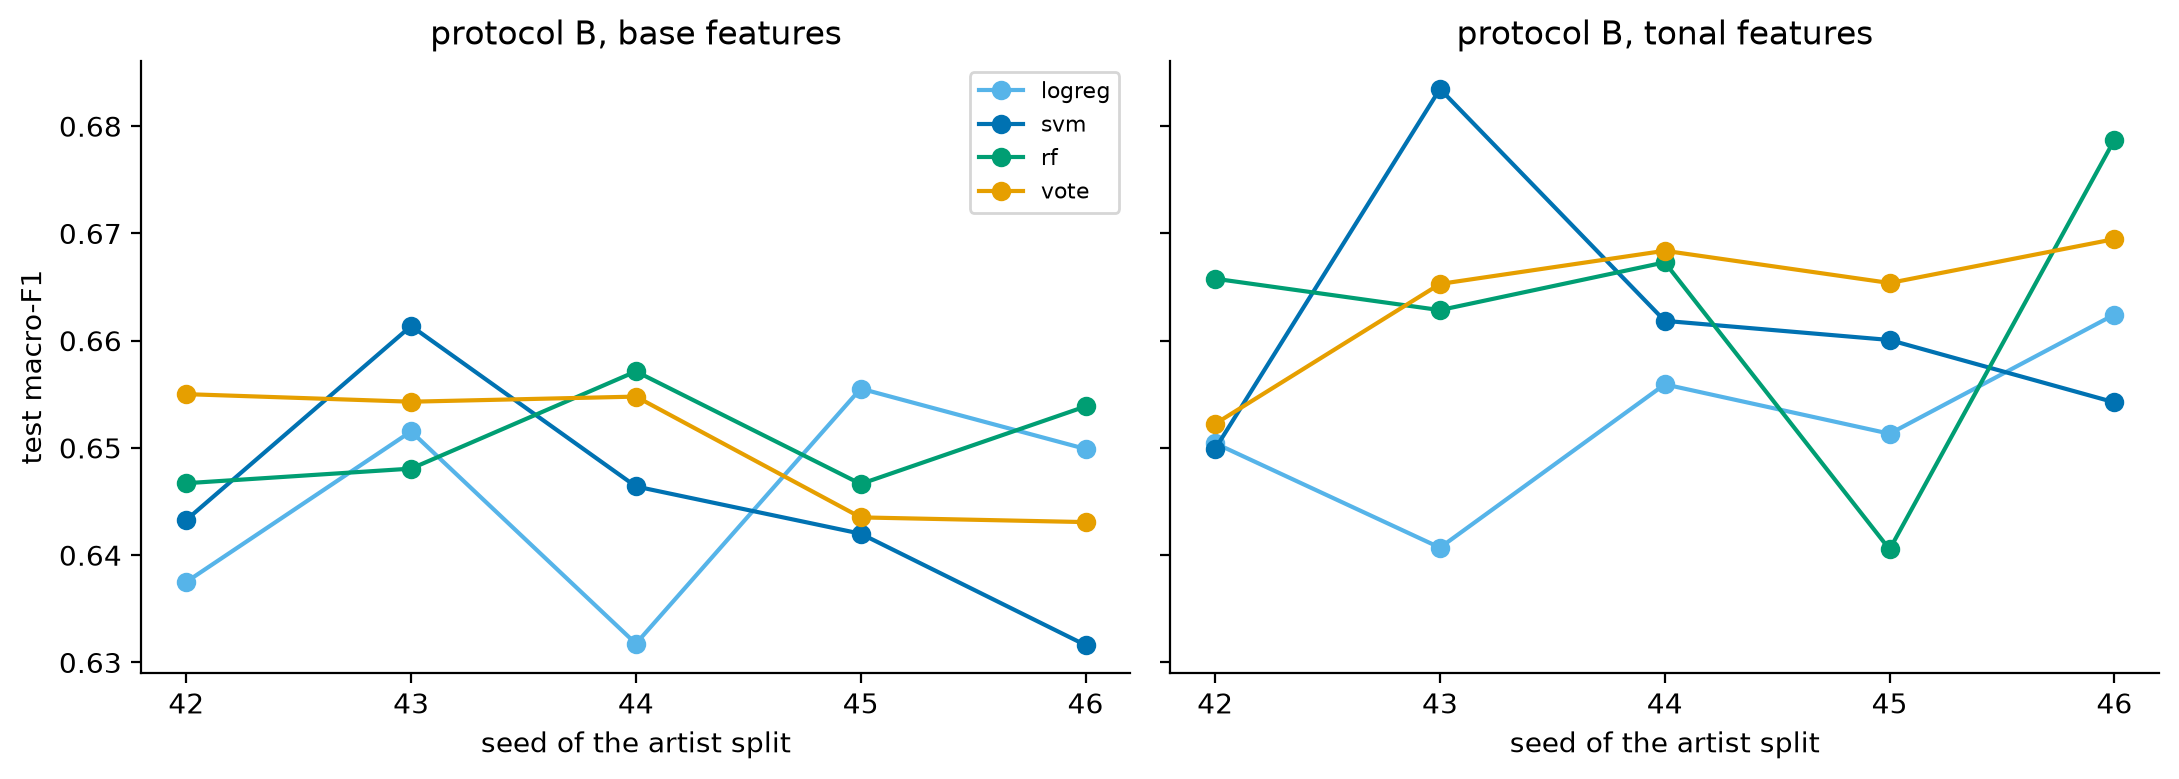 protocol B, base features
test macro-F1
0.68
0.67
0.66
0.65
0.64
0.63
logreg
svm
rf
vote
42 43 44 45 46
seed of the artist split
protocol B, tonal features
42 43 44 45 46
seed of the artist split